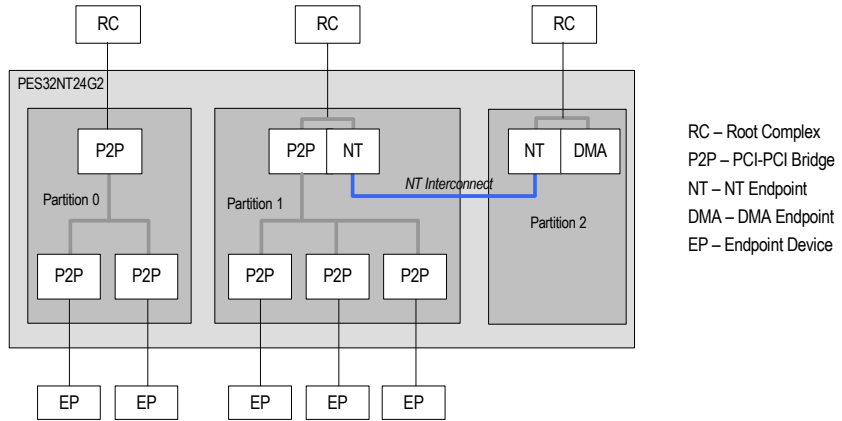 RC
RC
RC
PES32NT24G2
P2P
P2P
NT
NT
DMA
NT Interconnect
Partition 0
Partition 1
Partition 2
P2P
P2P
P2P
P2P
P2P
EP
EP
EP
EP
EP
RC – Root Complex
P2P – PCI-PCI Bridge
NT – NT Endpoint
DMA – DMA Endpoint
EP – Endpoint Device